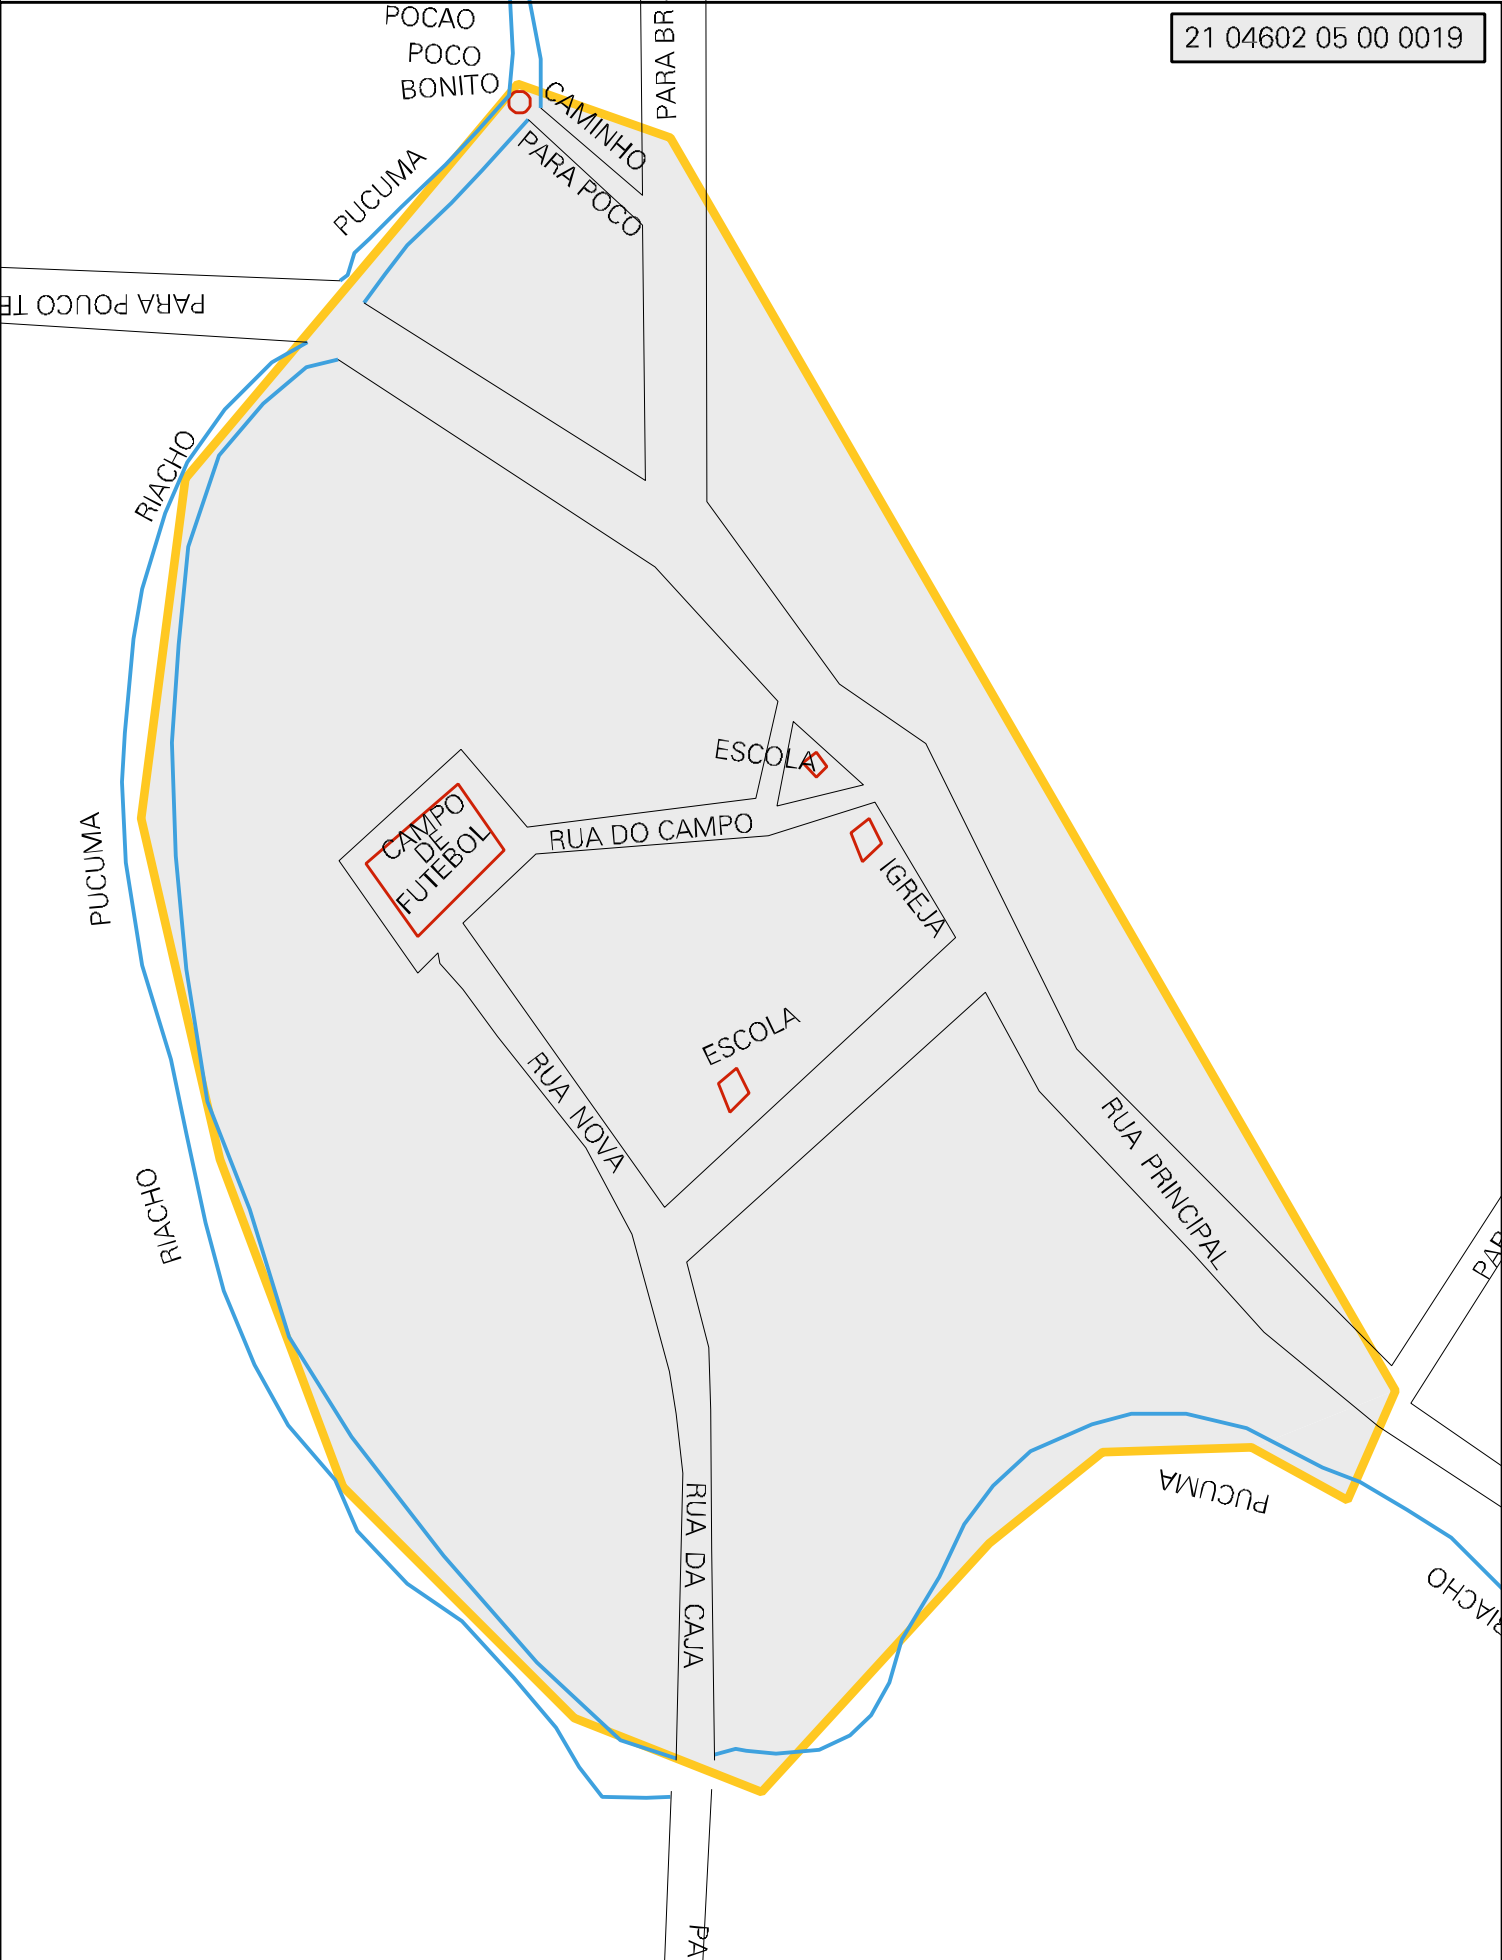 POCAO
POCO
BONITO
PARA BR
21 04602 05 00 0019
CAMINHO
PARA POCO
PUCUMA
PARA POUCO TE
RIACHO
ESCOLA
CAMPO
DE
FUTEBOL
RUA DO CAMPO
IGREJA
PUCUMA
ESCOLA
RUA NOVA
RUA PRINCIPAL
RIACHO
PAR
PUCUMA
RUA DA CAJA
RIACHO
PA